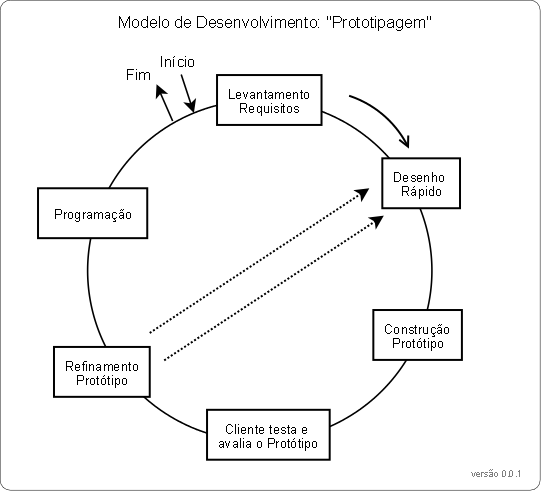 Modelo de Desenvolvimento: "Prototipagem"
Início
Fim
Levantamento
Requisitos
Desenho
Rápido
Construção
Protótipo
Cliente testa e
avalia o Protótipo
Refinamento
Protótipo
Programação
versão 0.0.1